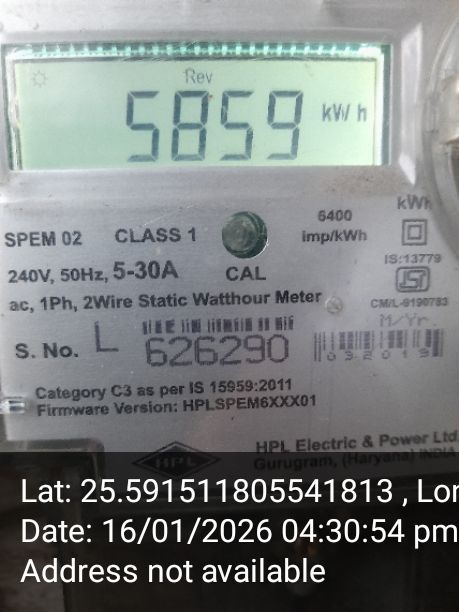 Rev
5859 kWh
kWh
6400
imp/kWh
SPEM 02 CLASS 1
IS:13779
240V, 50Hz, 5-30A CAL
CM/L-9190783
ac, 1Ph, 2Wire Static Watthour Meter
M/Yr.
S. No. L 626290
032019
Category C3 as per IS 15959:2011
Firmware Version: HPLSPEM6XXX01
HPL
HPL Electric & Power Ltd.
Gurugram, (Haryana) INDIA
Lat: 25.591511805541813 , Lon
Date: 16/01/2026 04:30:54 pm
Address not available